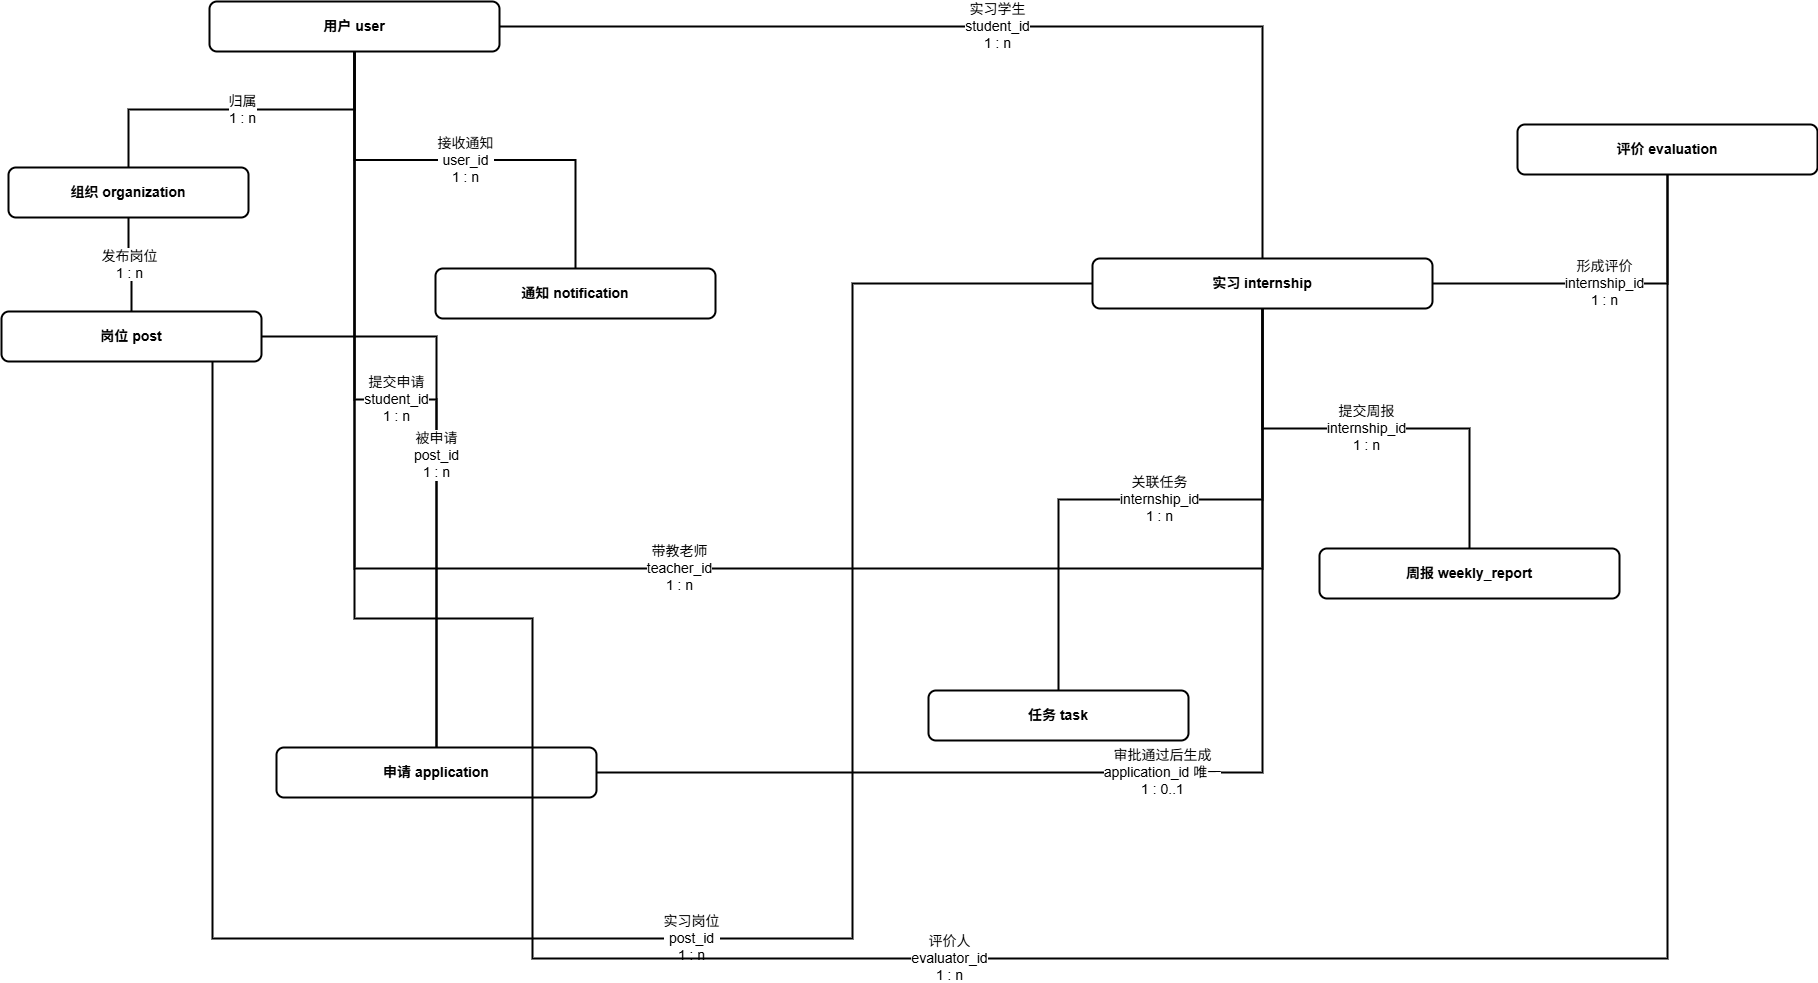 实习学生
student_id
1 : n
用户 user
归属
1 : n
接收通知
user_id
1 : n
评价 evaluation
组织 organization
发布岗位
1 : n
通知 notification
实习 internship
形成评价
internship_id
1 : n
岗位 post
提交申请
student_id
1 : n
被申请
post_id
1 : n
提交周报
internship_id
1 : n
关联任务
internship_id
1 : n
带教老师
teacher_id
1 : n
周报 weekly_report
任务 task
申请 application
审批通过后生成
application_id 唯一
1 : 0..1
实习岗位
post_id
1 : n
评价人
evaluator_id
1 : n